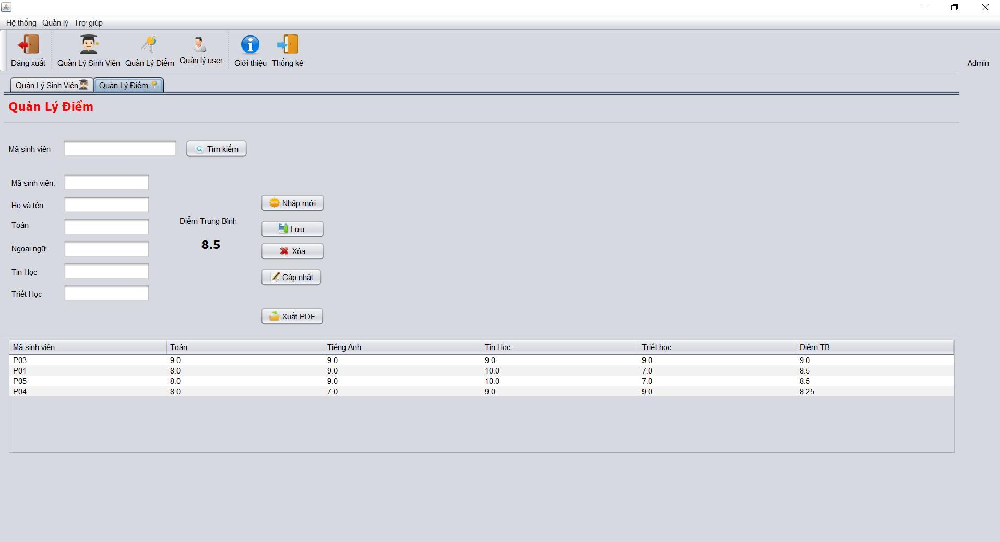 Hệ thống Quản lý Trợ giúp
Đăng xuất Quản Lý Sinh Viên Quản Lý Điểm Quản lý user Giới thiệu Thống kê Admin
Quản Lý Sinh Viên Quản Lý Điểm
Quản Lý Điểm
Mã sinh viên Tìm kiếm
Mã sinh viên:
Họ và tên: Nhập mới
Toán Điểm Trung Bình Lưu
Ngoại ngữ 8.5 Xóa
Tin Học Cập nhật
Triết Học
Xuất PDF
Mã sinh viên Toán Tiếng Anh Tin Học Triết học Điểm TB
P03 9.0 9.0 9.0 9.0 9.0
P01 8.0 9.0 10.0 7.0 8.5
P05 8.0 9.0 10.0 7.0 8.5
P04 8.0 7.0 9.0 9.0 8.25